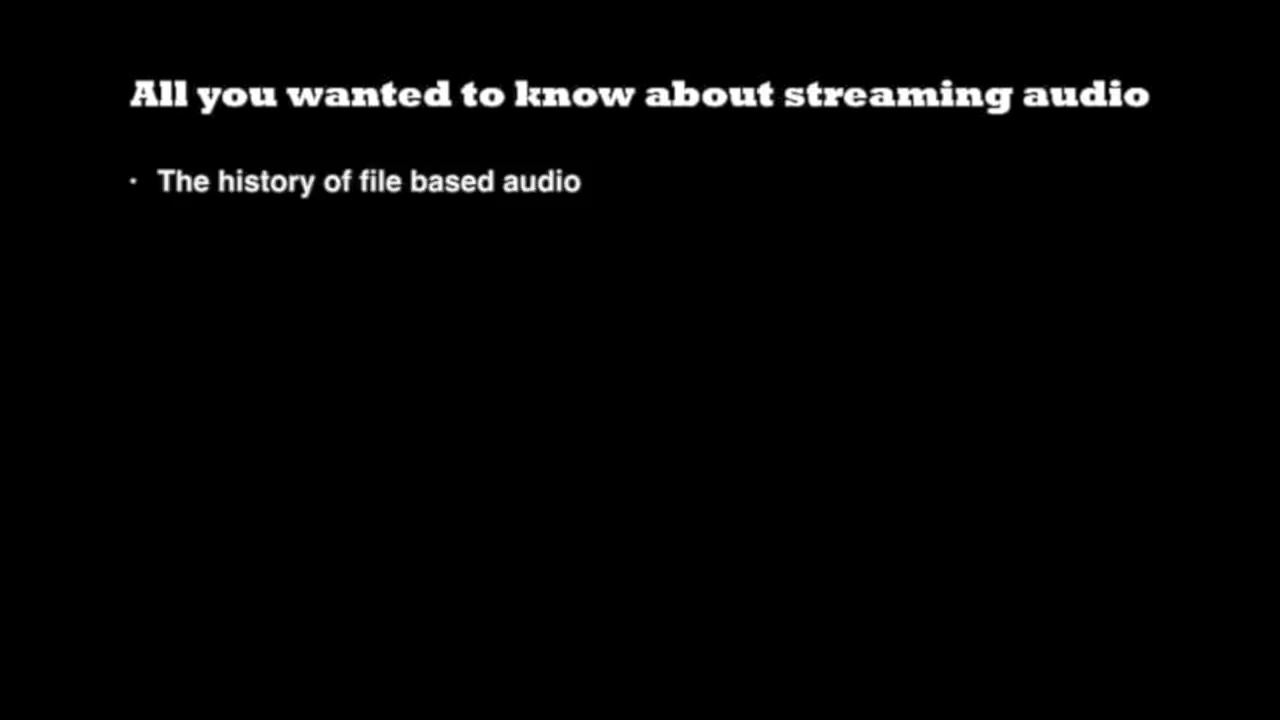 All you wanted to know about streaming audio
• The history of file based audio